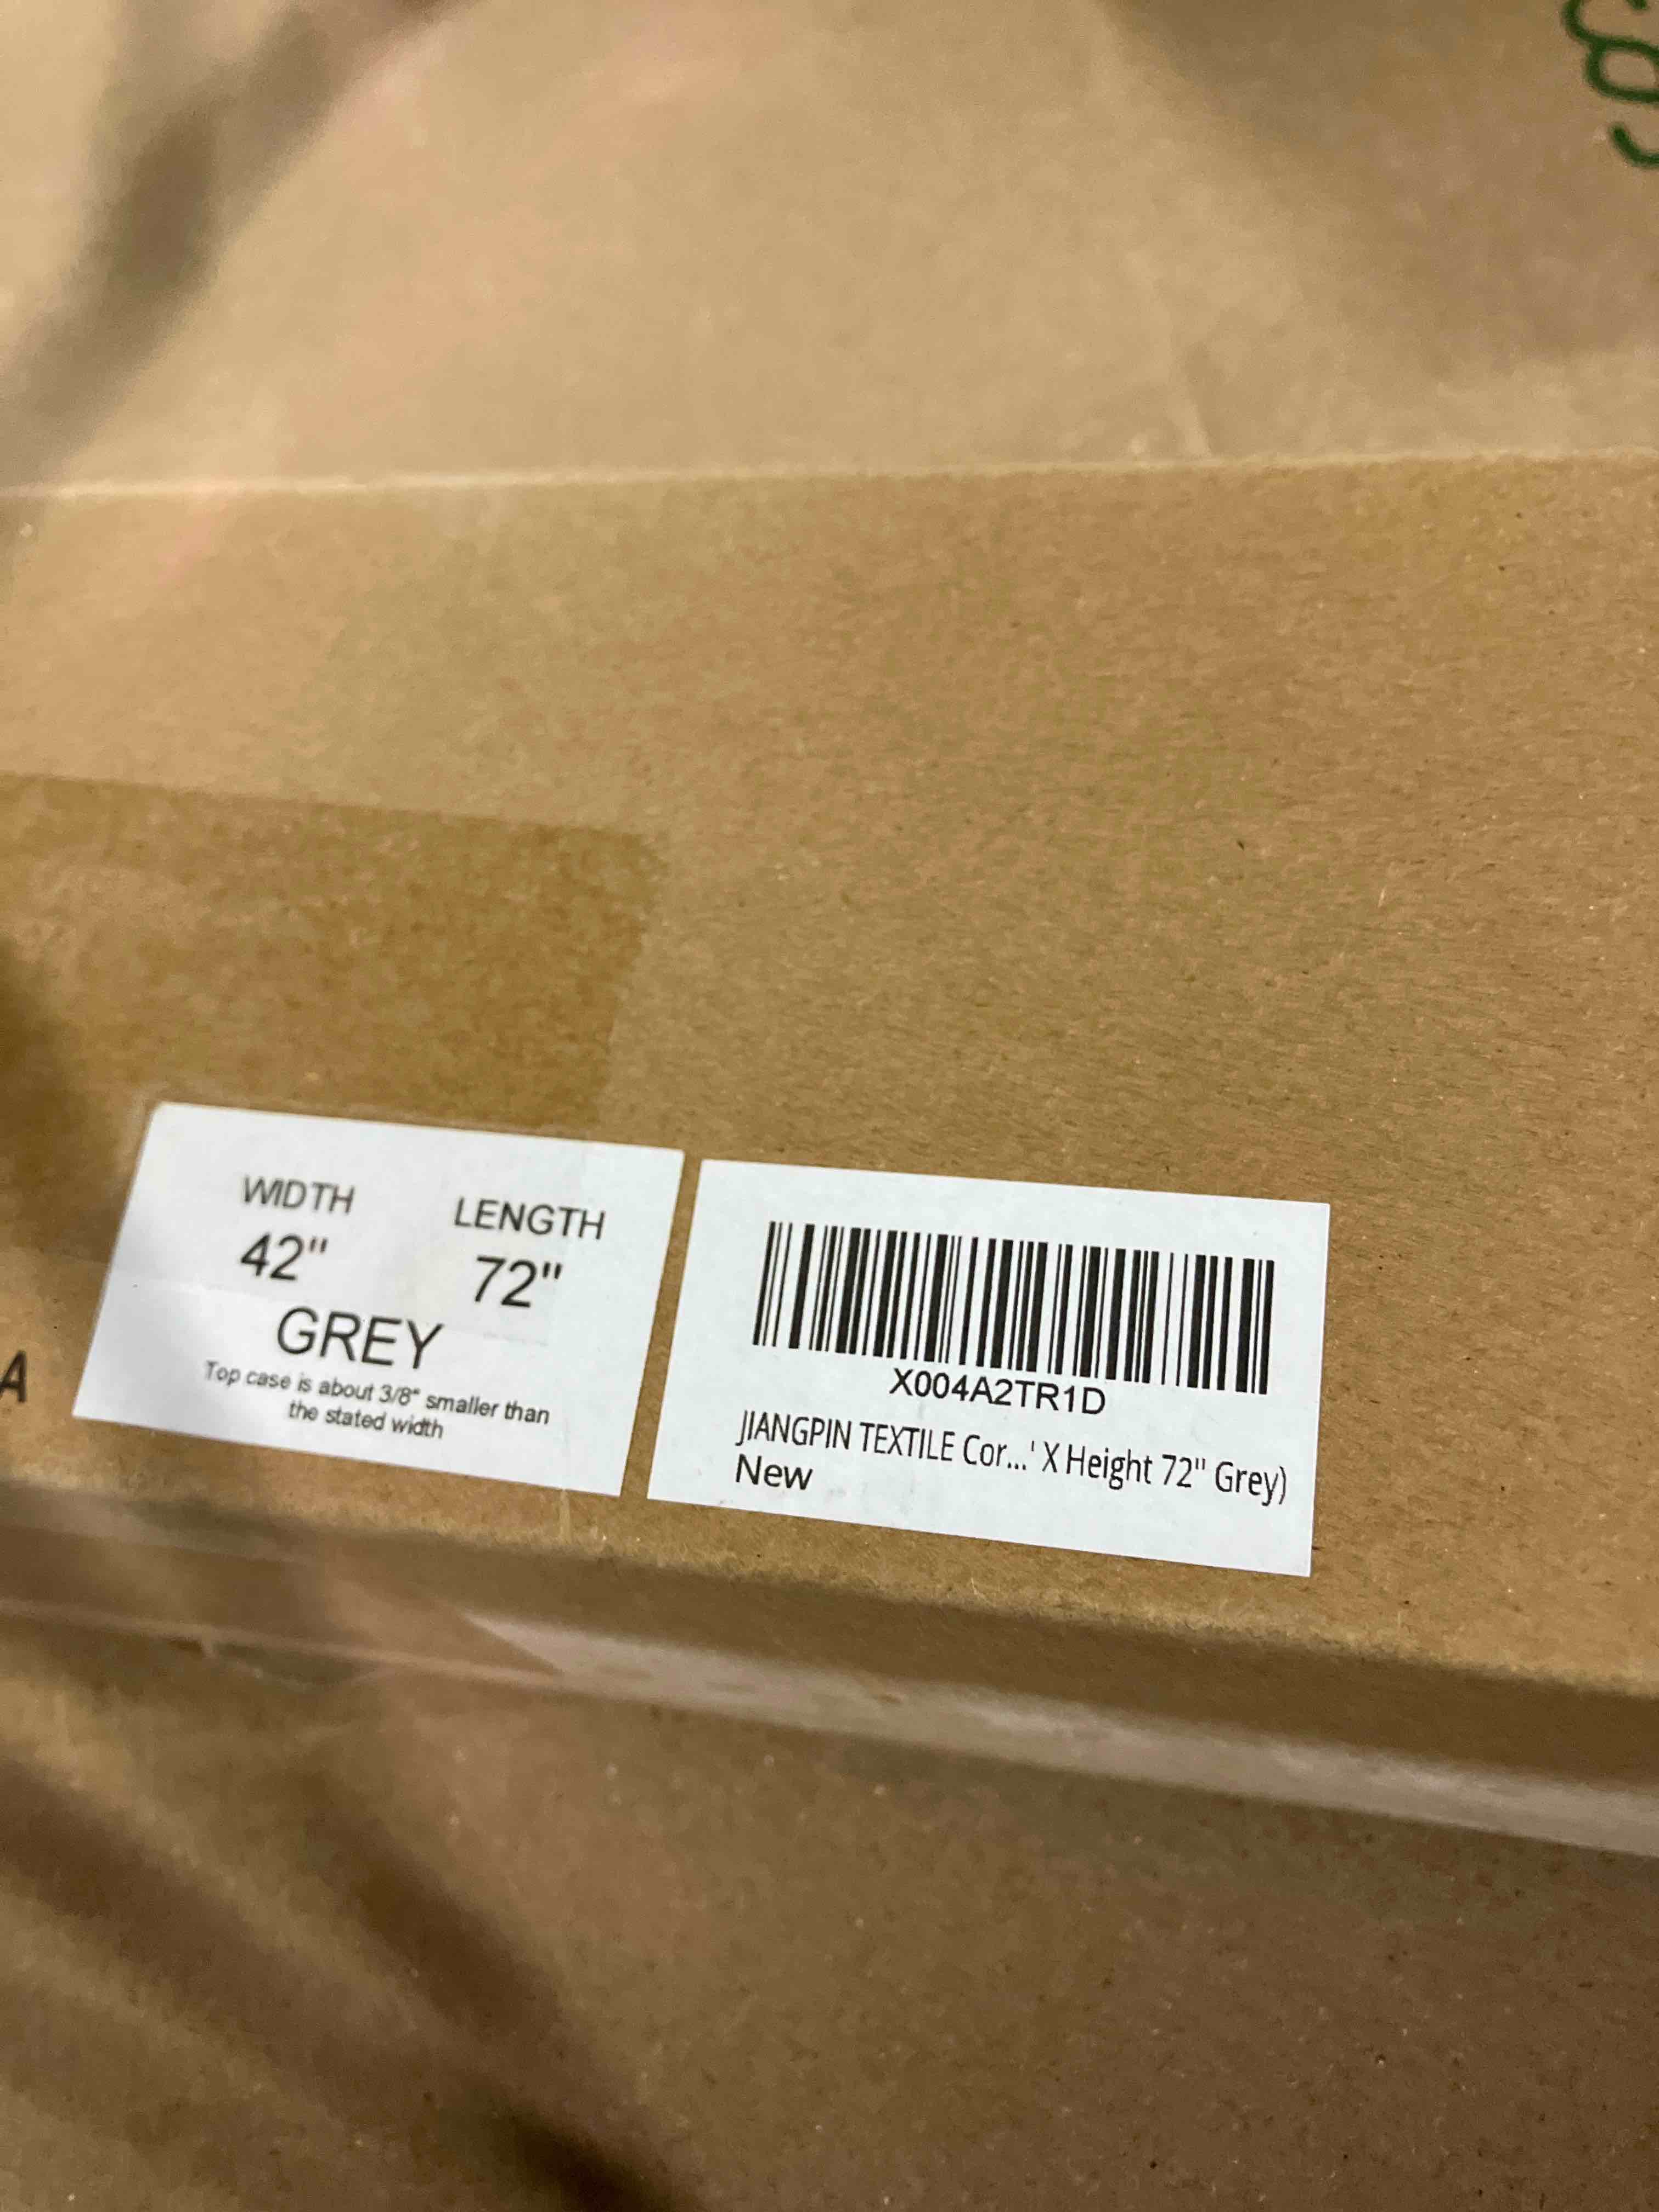 WIDTH LENGTH
42" 72"
GREY
Top case is about 3/8" smaller than
the stated width
X004A2TR1D
JIANGPIN TEXTILE Cor...' X Height 72" Grey)
New
A